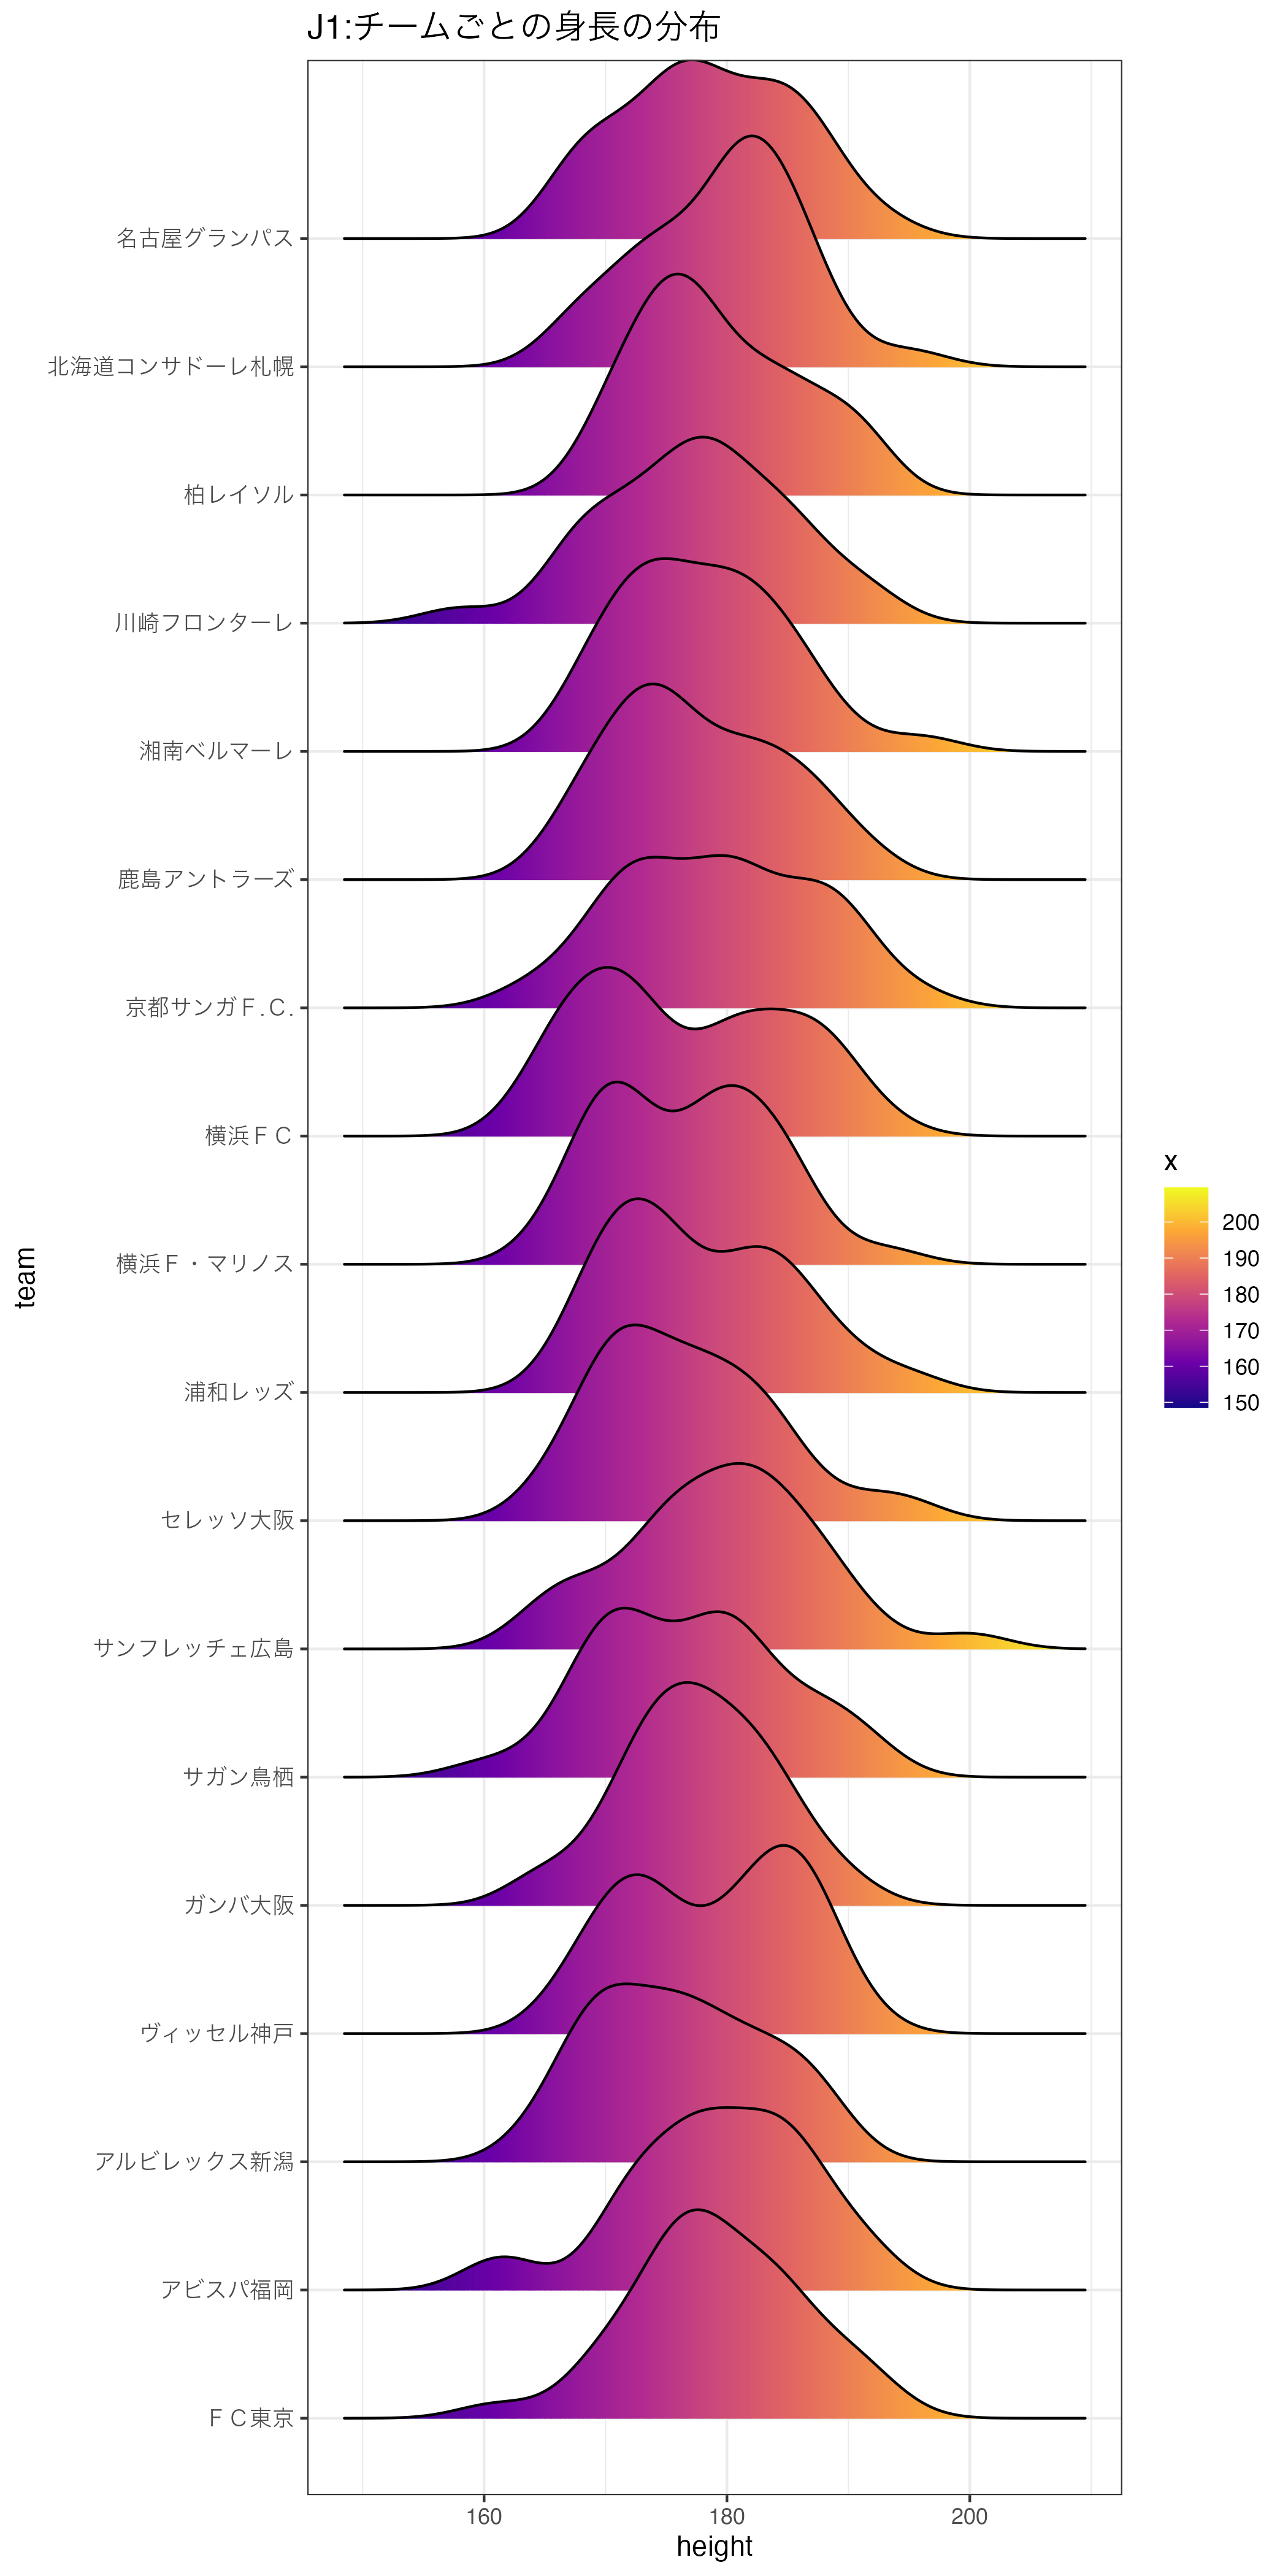 J1:チームごとの身長の分布
名古屋グランパス
北海道コンサドーレ札幌
柏レイソル
川崎フロンターレ
湘南ベルマーレ
鹿島アントラーズ
京都サンガＦ.Ｃ.
横浜ＦＣ
横浜Ｆ・マリノス
浦和レッズ
セレッソ大阪
サンフレッチェ広島
サガン鳥栖
ガンバ大阪
ヴィッセル神戸
アルビレックス新潟
アビスパ福岡
ＦＣ東京
team
160
180
200
height
x
200
190
180
170
160
150